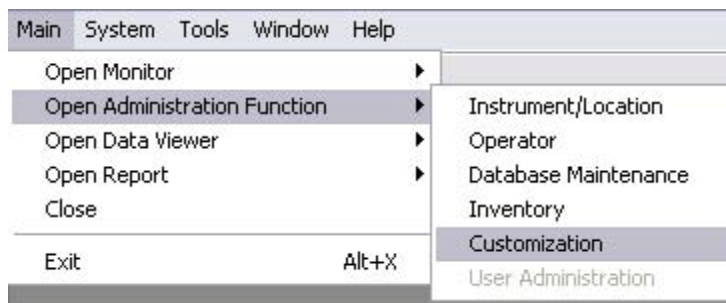 Main System Tools Window Help
Open Monitor
Open Administration Function
Open Data Viewer
Open Report
Close
Exit Alt+X
Instrument/Location
Operator
Database Maintenance
Inventory
Customization
User Administration